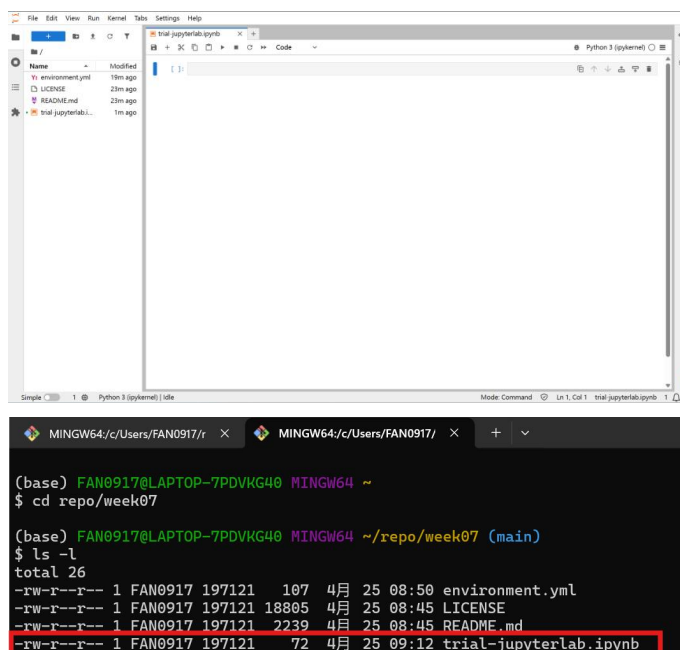 File Edit View Run Kernel Tabs Settings Help
trial-jupyterlab.ipynb × +
Code
Python 3 (ipykernel)
/
Name Modified
[ ]:
Y: environment.yml 19m ago
LICENSE 23m ago
README.md 23m ago
trial-jupyterlab.i... 1m ago
Simple 1 Python 3 (ipykernel) | Idle Mode: Command Ln 1, Col 1 trial-jupyterlab.ipynb 1
MINGW64:/c/Users/FAN0917/r × MINGW64:/c/Users/FAN0917/ × +
(base) FAN0917@LAPTOP-7PDVKG40 MINGW64 ~
$ cd repo/week07
(base) FAN0917@LAPTOP-7PDVKG40 MINGW64 ~/repo/week07 (main)
$ ls -l
total 26
-rw-r--r-- 1 FAN0917 197121 107 4月 25 08:50 environment.yml
-rw-r--r-- 1 FAN0917 197121 18805 4月 25 08:45 LICENSE
-rw-r--r-- 1 FAN0917 197121 2239 4月 25 08:45 README.md
-rw-r--r-- 1 FAN0917 197121 72 4月 25 09:12 trial-jupyterlab.ipynb